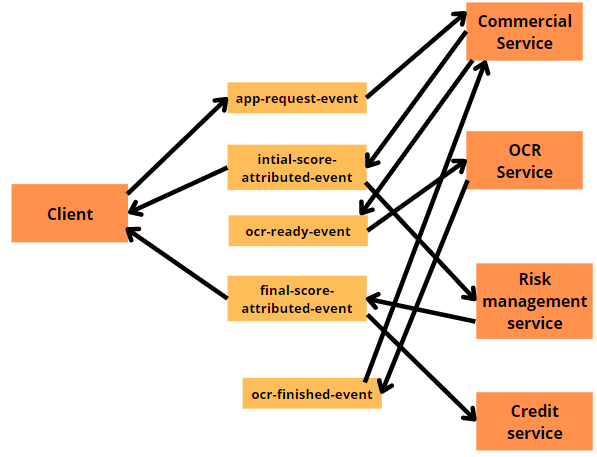 Commercial
Service
app-request-event
intial-score-
attributed-event
OCR
Service
Client
ocr-ready-event
final-score-
attributed-event
Risk
management
service
ocr-finished-event
Credit
service